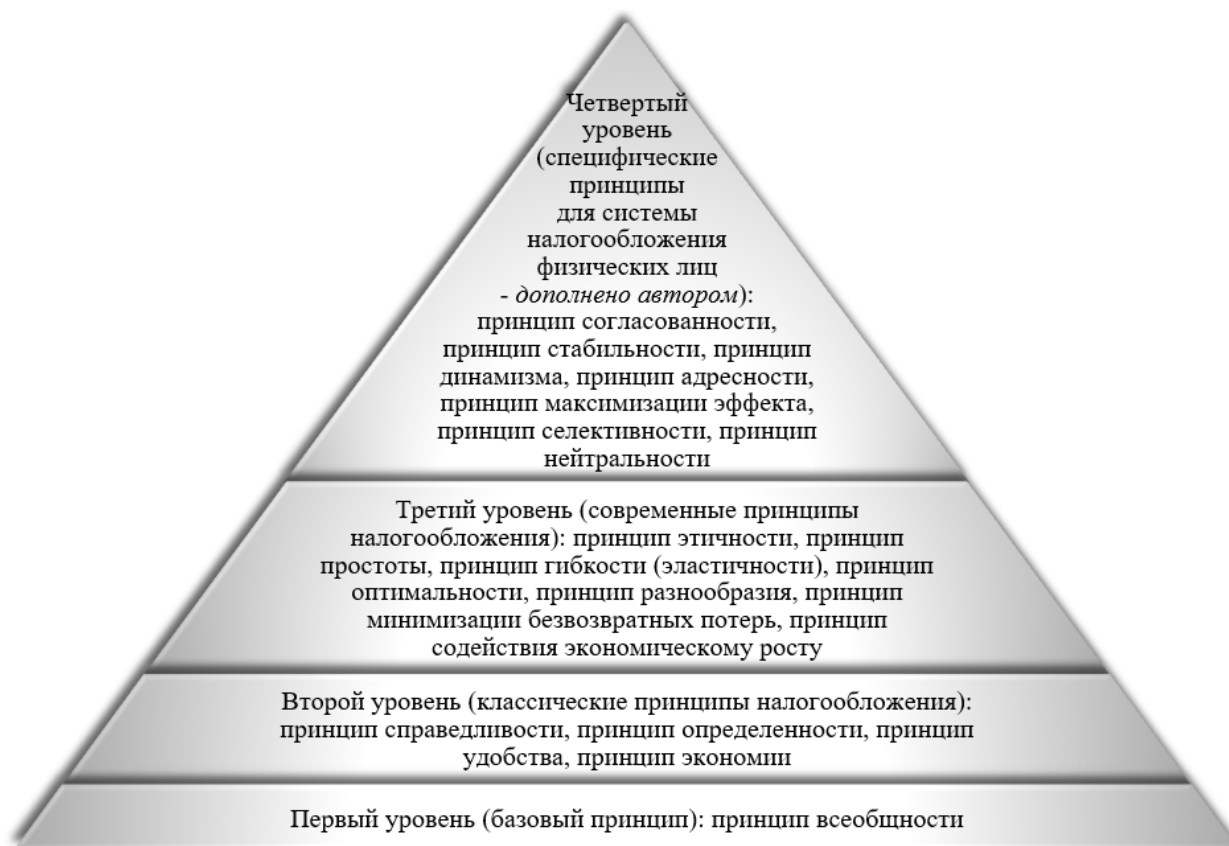 Четвертый
уровень
(специфические
принципы
для системы
налогообложения
физических лиц
- дополнено автором):
принцип согласованности,
принцип стабильности, принцип
динамизма, принцип адресности,
принцип максимизации эффекта,
принцип селективности, принцип
нейтральности
Третий уровень (современные принципы
налогообложения): принцип этичности, принцип
простоты, принцип гибкости (эластичности), принцип
оптимальности, принцип разнообразия, принцип
минимизации безвозвратных потерь, принцип
содействия экономическому росту
Второй уровень (классические принципы налогообложения):
принцип справедливости, принцип определенности, принцип
удобства, принцип экономии
Первый уровень (базовый принцип): принцип всеобщности